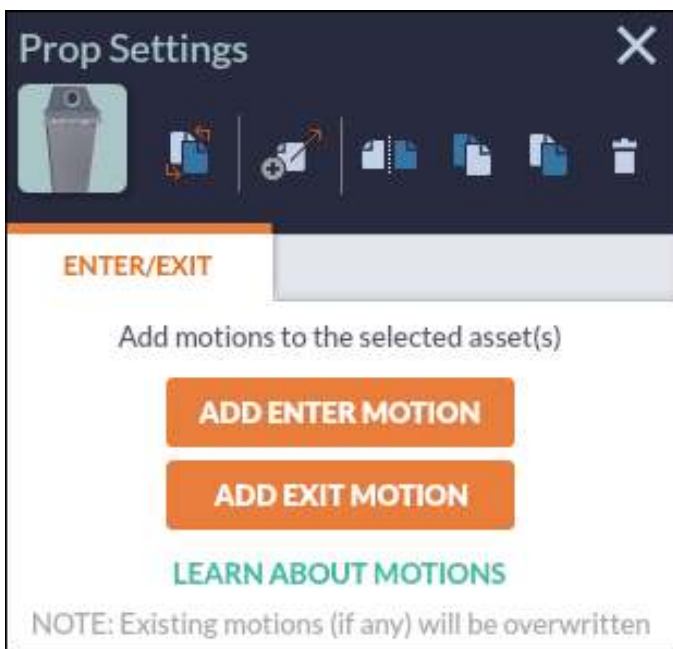 Prop Settings
ENTER/EXIT
Add motions to the selected asset(s)
ADD ENTER MOTION
ADD EXIT MOTION
LEARN ABOUT MOTIONS
NOTE: Existing motions (if any) will be overwritten